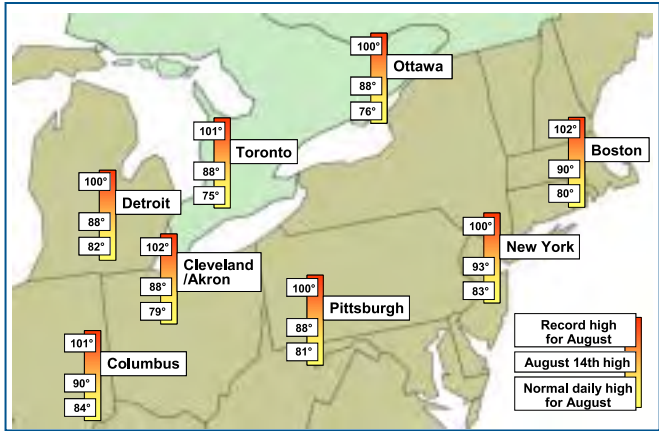 100°
Ottawa
88°
76°
101°
Toronto
88°
75°
102°
Boston
90°
80°
100°
Detroit
88°
82°
100°
New York
93°
83°
102°
Cleveland
/Akron
88°
79°
100°
Pittsburgh
88°
81°
101°
Columbus
90°
84°
Record high
for August
August 14th high
Normal daily high
for August